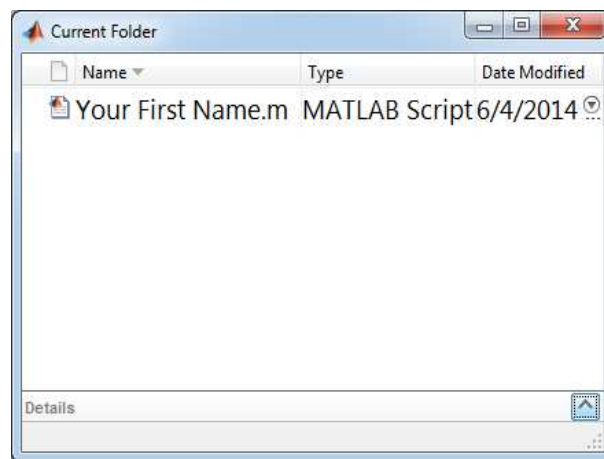 Current Folder
Name Type Date Modified
Your First Name.m MATLAB Script 6/4/2014
Details